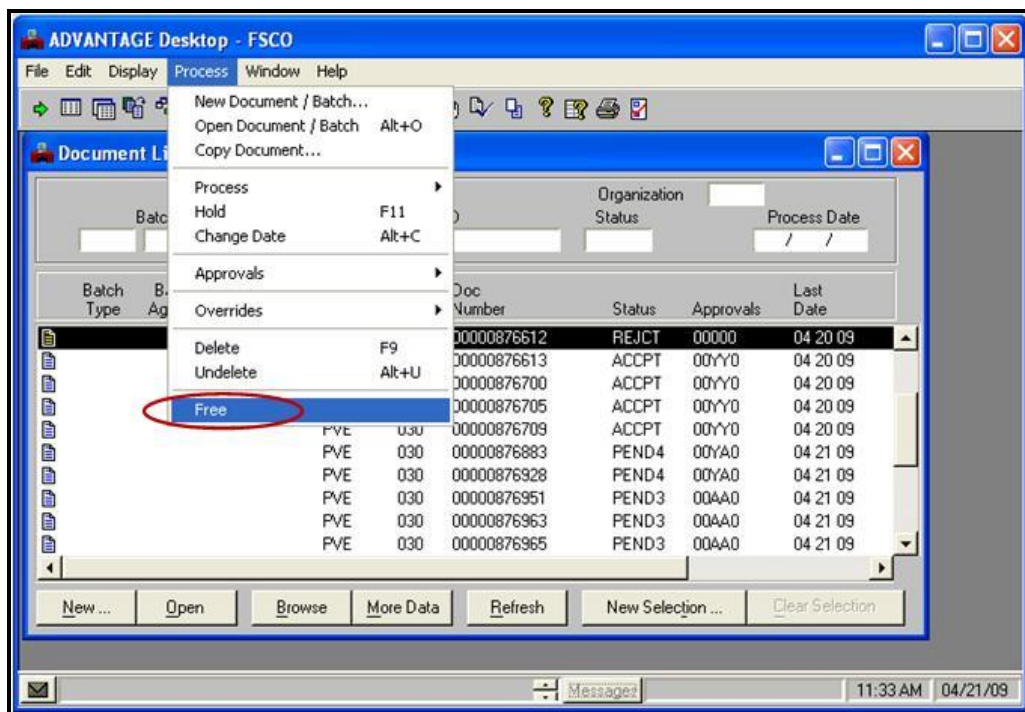 ADVANTAGE Desktop - FSCO
File Edit Display Process Window Help
New Document / Batch...
Open Document / Batch Alt+O
Copy Document...
Process
Hold F11
Change Date Alt+C
Approvals
Overrides
Delete F9
Undelete Alt+U
Free
Document Li
Organization
Batc Status Process Date
/ /
Batch Doc Last
Type Ag Number Status Approvals Date
00000876612 REJCT 00000 04 20 09
00000876613 ACCPT 00YY0 04 20 09
00000876700 ACCPT 00YY0 04 20 09
00000876705 ACCPT 00YY0 04 20 09
PVE 030 00000876709 ACCPT 00YY0 04 20 09
PVE 030 00000876883 PEND4 00YA0 04 21 09
PVE 030 00000876928 PEND4 00YA0 04 21 09
PVE 030 00000876951 PEND3 00AA0 04 21 09
PVE 030 00000876963 PEND3 00AA0 04 21 09
PVE 030 00000876965 PEND3 00AA0 04 21 09
New ... Open Browse More Data Refresh New Selection ... Clear Selection
Messages 11:33 AM 04/21/09